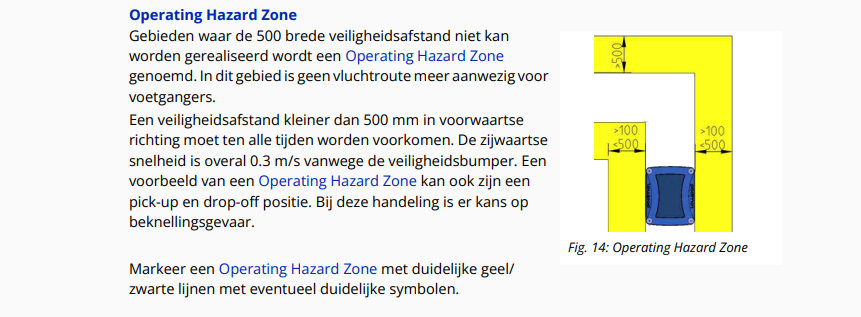 Operating Hazard Zone
Gebieden waar de 500 brede veiligheidsafstand niet kan
worden gerealiseerd wordt een Operating Hazard Zone
genoemd. In dit gebied is geen vluchtroute meer aanwezig voor
voetgangers.
Een veiligheidsafstand kleiner dan 500 mm in voorwaartse
richting moet ten alle tijden worden voorkomen. De zijwaartse
snelheid is overal 0.3 m/s vanwege de veiligheidsbumper. Een
voorbeeld van een Operating Hazard Zone kan ook zijn een
pick-up en drop-off positie. Bij deze handeling is er kans op
beknellingsgevaar.
Markeer een Operating Hazard Zone met duidelijke geel/
zwarte lijnen met eventueel duidelijke symbolen.
>500
>100
<500
>100
<500
Fig. 14: Operating Hazard Zone